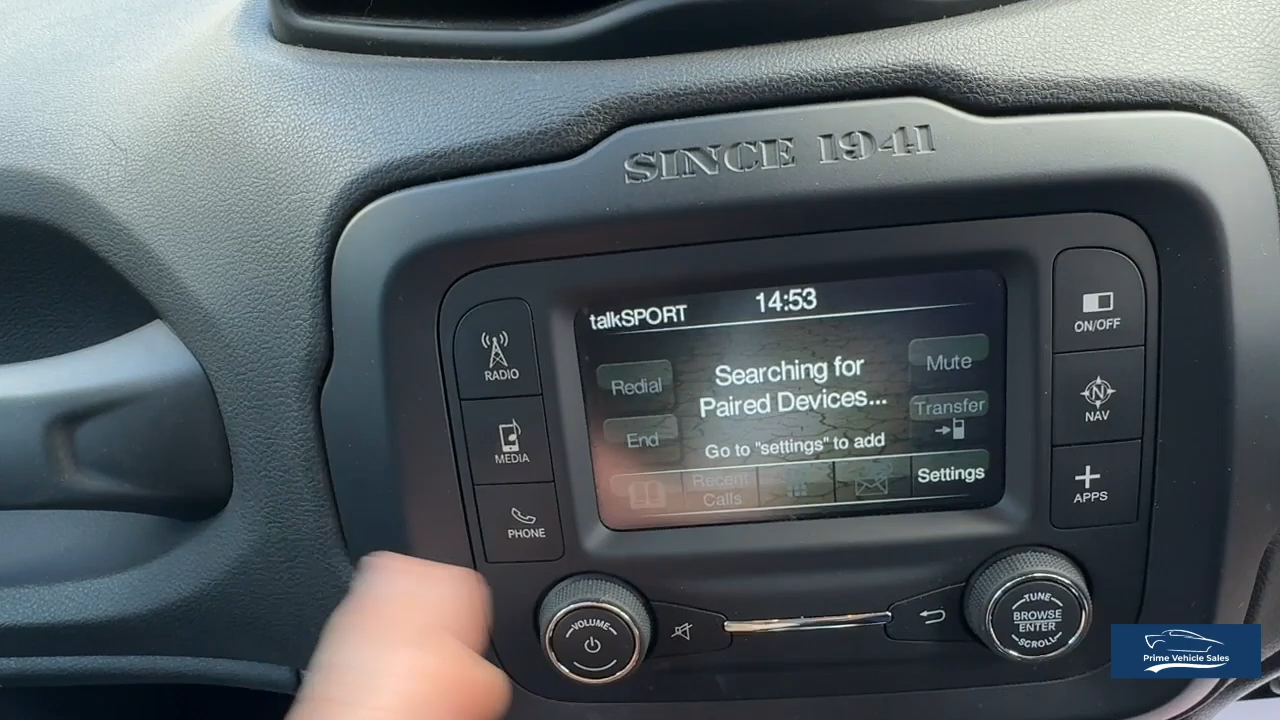 SINCE 1941
talkSPORT 14:53
Redial
Searching for
Paired Devices...
Mute
Transfer
End
Go to "settings" to add
Recent
Calls
Settings
RADIO
MEDIA
PHONE
ON/OFF
N
NAV
APPS
VOLUME
TUNE
BROWSE
ENTER
SCROLL
Prime Vehicle Sales